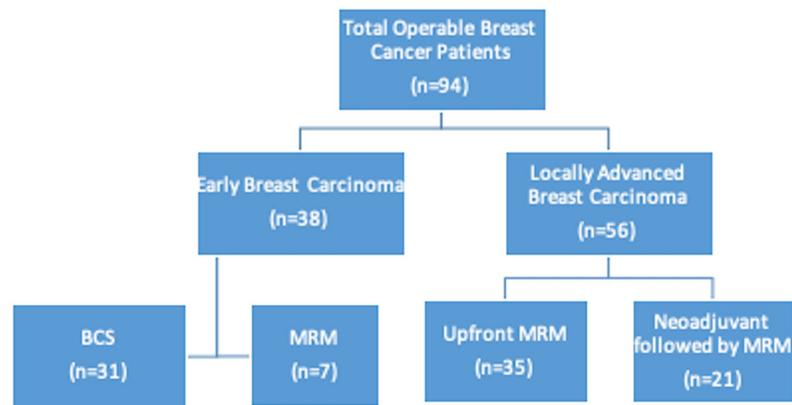 Total Operable Breast
Cancer Patients
(n=94)
Early Breast Carcinoma
(n=38)
Locally Advanced
Breast Carcinoma
(n=56)
BCS
(n=31)
MRM
(n=7)
Upfront MRM
(n=35)
Neoadjuvant
followed by MRM
(n=21)